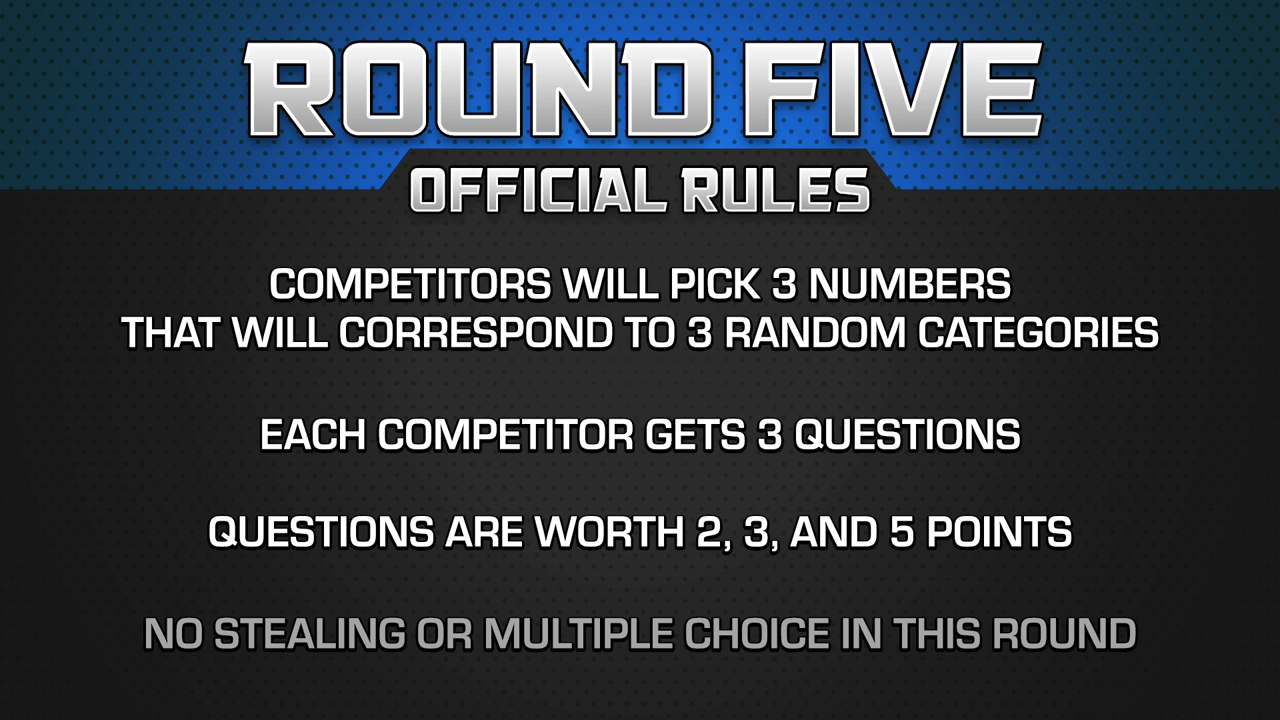 ROUND FIVE
OFFICIAL RULES
COMPETITORS WILL PICK 3 NUMBERS
THAT WILL CORRESPOND TO 3 RANDOM CATEGORIES
EACH COMPETITOR GETS 3 QUESTIONS
QUESTIONS ARE WORTH 2, 3, AND 5 POINTS
NO STEALING OR MULTIPLE CHOICE IN THIS ROUND